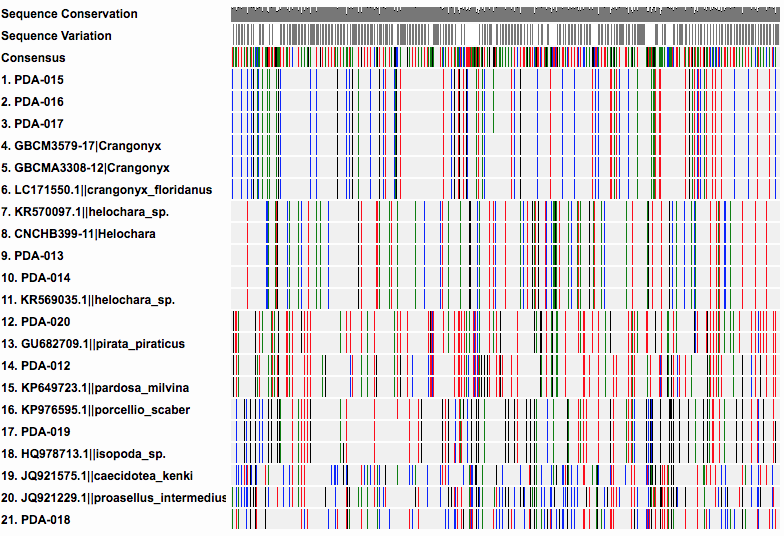 Sequence Conservation
Sequence Variation
Consensus
1. PDA-015
2. PDA-016
3. PDA-017
4. GBCM3579-17|Crangonyx
5. GBCMA3308-12|Crangonyx
6. LC171550.1||crangonyx_floridanus
7. KR570097.1||helochara_sp.
8. CNCHB399-11|Helochara
9. PDA-013
10. PDA-014
11. KR569035.1||helochara_sp.
12. PDA-020
13. GU682709.1||pirata_piraticus
14. PDA-012
15. KP649723.1||pardosa_milvina
16. KP976595.1||porcellio_scaber
17. PDA-019
18. HQ978713.1||isopoda_sp.
19. JQ921575.1||caecidotea_kenki
20. JQ921229.1||proasellus_intermedius
21. PDA-018